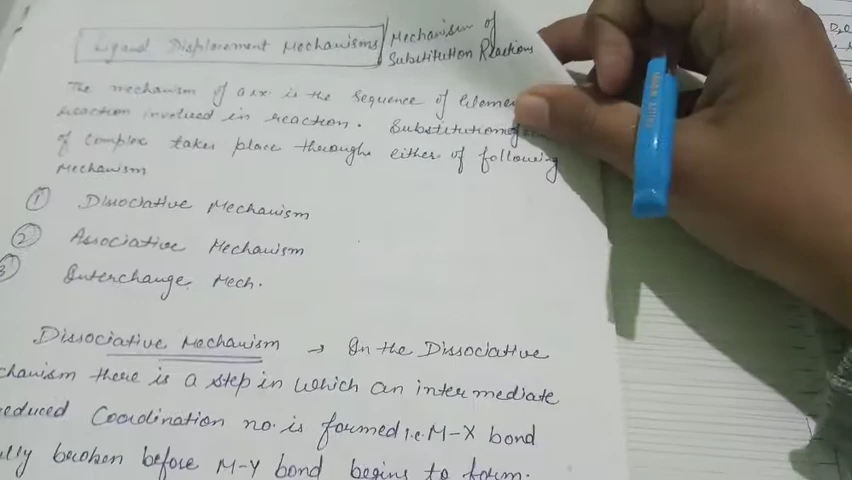 Ligand Displacement Mechanisms / Mechanism of
Substitution Reactions
The mechanism of a rx. is the sequence of
Reaction involved in reaction. Substitution
of complex takes place through either of following
Mechanism
① Dissociative Mechanism
② Associative Mechanism
③ Interchange Mech.
Dissociative Mechanism → In the Dissociative
chanism there is a step in which an intermediate
educed Coordination no. is formed i.e. M-X bond
lly broken before M-Y bond begins to form.